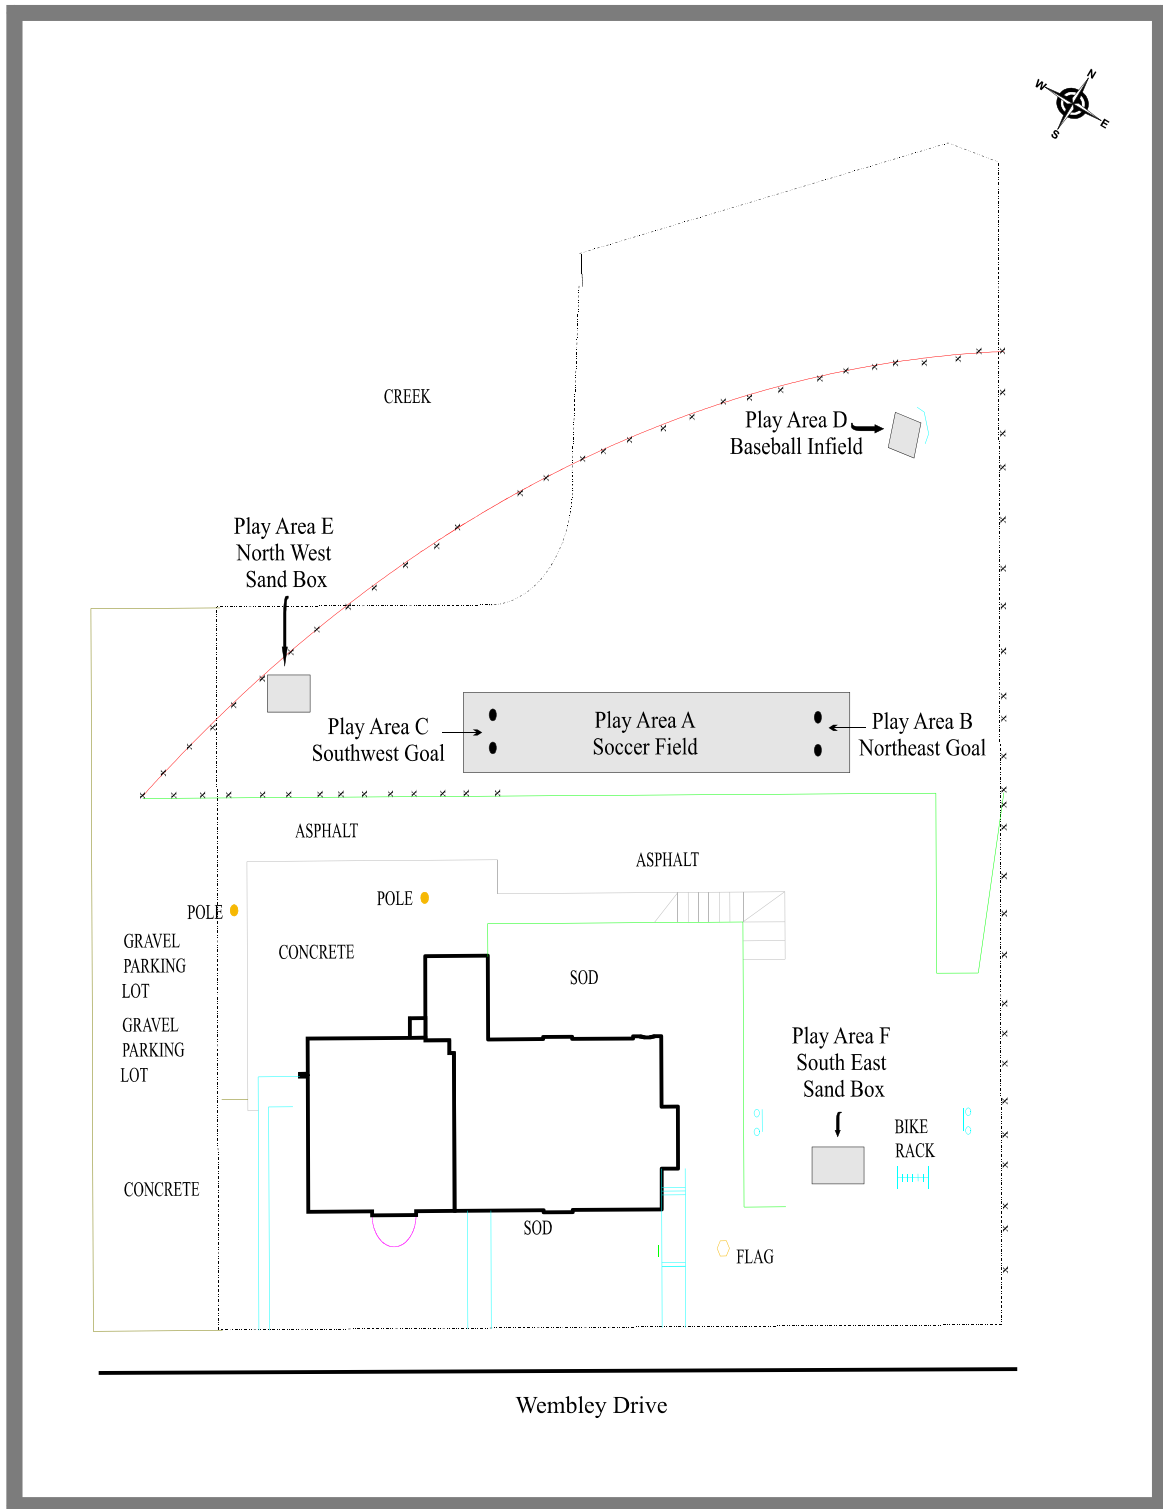 N
W
E
S
CREEK
Play Area D
Baseball Infield
Play Area E
North West
Sand Box
Play Area C
Southwest Goal
Play Area A
Soccer Field
Play Area B
Northeast Goal
ASPHALT
ASPHALT
POLE
POLE
GRAVEL
PARKING
LOT
CONCRETE
SOD
GRAVEL
PARKING
LOT
Play Area F
South East
Sand Box
BIKE
RACK
CONCRETE
SOD
FLAG
Wembley Drive